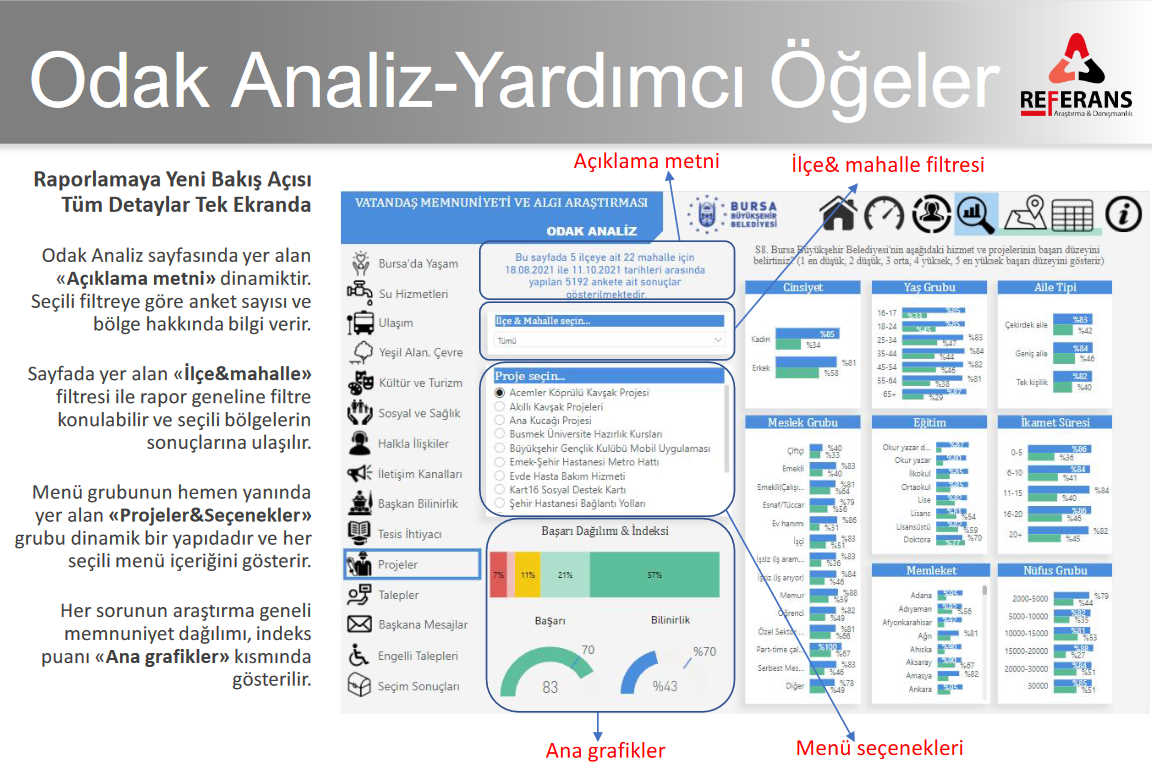 Odak Analiz-Yardımcı Öğeler
REFERANS
Araştırma & Danışmanlık
Raporlamaya Yeni Bakış Açısı
Tüm Detaylar Tek Ekranda
Odak Analiz sayfasında yer alan
«Açıklama metni» dinamiktir.
Seçili filtreye göre anket sayısı ve
bölge hakkında bilgi verir.
Sayfada yer alan «İlçe&mahalle»
filtresi ile rapor geneline filtre
konulabilir ve seçili bölgelerin
sonuçlarına ulaşılır.
Menü grubunun hemen yanında
yer alan «Projeler&Seçenekler»
grubu dinamik bir yapıdadır ve her
seçili menü içeriğini gösterir.
Her sorunun araştırma geneli
memnuniyet dağılımı, indeks
puanı «Ana grafikler» kısmında
gösterilir.
Açıklama metni
İlçe& mahalle filtresi
VATANDAŞ MEMNUNİYETİ VE ALGI ARAŞTIRMASI
ODAK ANALİZ
BURSA
BÜYÜKŞEHİR
BELEDİYESİ
Bursa'da Yaşam
Su Hizmetleri
Ulaşım
Yeşil Alan, Çevre
Kültür ve Turizm
Sosyal ve Sağlık
Halkla İlişkiler
İletişim Kanalları
Başkan Bilinirlik
Tesis İhtiyacı
Projeler
Talepler
Başkana Mesajlar
Engelli Talepleri
Seçim Sonuçları
Bu sayfada 5 ilçeye ait 22 mahalle için
18.08.2021 ile 11.10.2021 tarihleri arasında
yapılan 5192 ankete ait sonuçlar
gösterilmektedir.
İlçe & Mahalle seçin...
Tümü
Proje seçin...
Acemler Köprülü Kavşak Projesi
Akıllı Kavşak Projeleri
Ana Kucağı Projesi
Busmek Üniversite Hazırlık Kursları
Büyükşehir Gençlik Kulübü Mobil Uygulaması
Emek-Şehir Hastanesi Metro Hattı
Evde Hasta Bakım Hizmeti
Kart16 Sosyal Destek Kartı
Şehir Hastanesi Bağlantı Yolları
Başarı Dağılımı & İndeksi
7% 11% 21% 57%
Başarı Bilinirlik
70 %70
83 %43
S8. Bursa Büyükşehir Belediyesi'nin aşağıdaki hizmet ve projelerinin başarı düzeyini
belirtiniz? (1 en düşük, 2 düşük, 3 orta, 4 yüksek, 5 en yüksek başarı düzeyini gösterir)
Cinsiyet
Kadın %85
%34
Erkek %81
%58
Yaş Grubu
16-17
18-24
25-34 %83
%47
35-44 %84
%44
45-54 %82
%46
55-64 %81
%38
65+
%29
Aile Tipi
Çekirdek aile %83
%42
Geniş aile %84
%46
Tek kişilik %82
%40
Meslek Grubu
Çiftçi %40
%33
Emekli %83
%40
Emekli(Çalışı... %81
%64
Esnaf/Tüccar %79
%56
Ev hanımı %86
%31
İşçi %83
%51
İşsiz (iş aram... %83
%36
İşsiz (iş arıyor) %84
%46
Memur %88
%59
Öğrenci %82
%49
Özel Sektör ... %81
%66
Part-time çal... %100
%67
Serbest Mes... %83
%46
Diğer %78
%49
Eğitim
Okur yazar d...
Okur yazar
İlkokul
Ortaokul
Lise
Lisans
%64
Lisansüstü
%59
Doktora %70
İkamet Süresi
0-5 %86
%36
6-10 %84
%41
11-15 %84
%40
16-20 %86
%46
20+ %82
%45
Memleket
Adana
Adıyaman
%56
Afyonkarahisar
Ağrı %81
Ahıska
Aksaray
%67
Amasya %82
Ankara
Nüfus Grubu
2000-5000 %79
%44
5000-10000
%35
10000-15000 %81
%53
15000-20000
%27
20000-30000
%51
30000 %85
%51
Ana grafikler
Menü seçenekleri